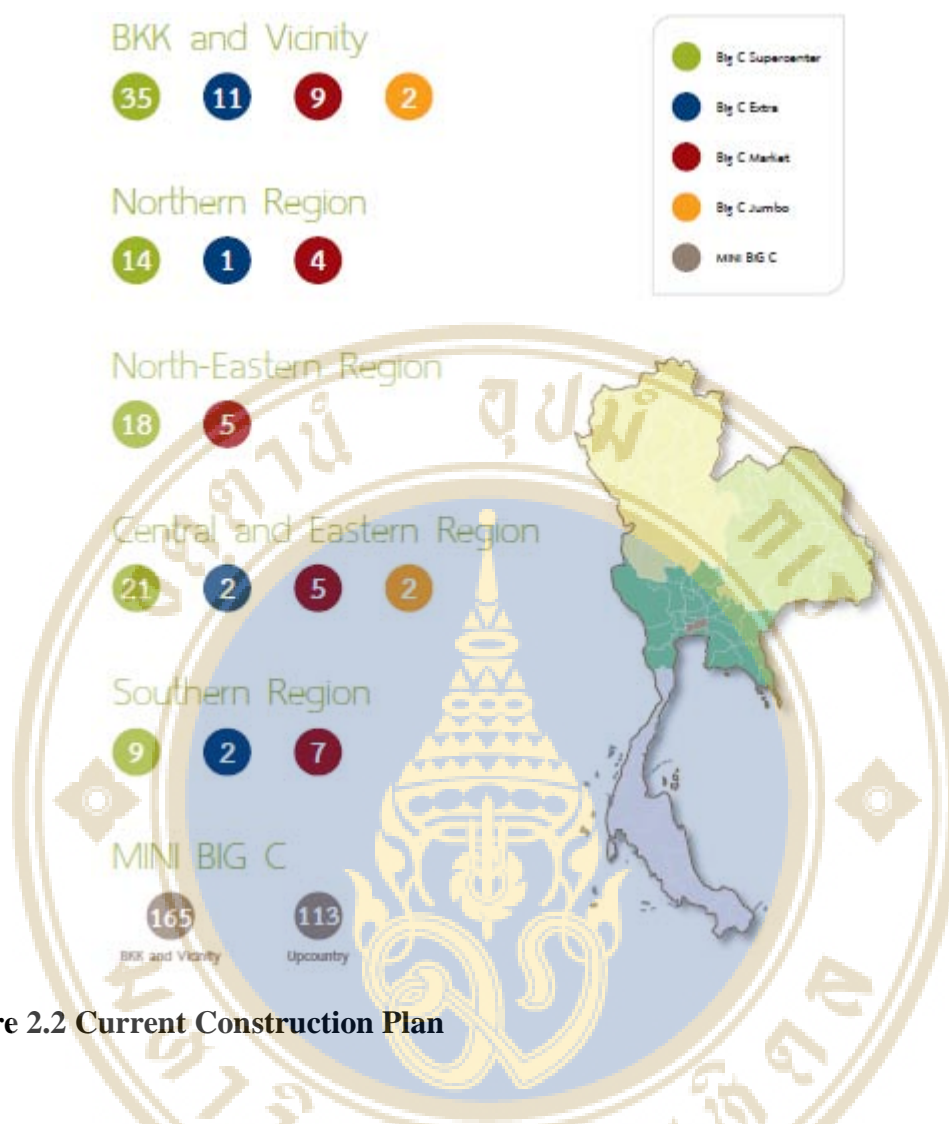 BKK and Vicinity
35 11 9 2
Big C Supercenter
Big C Extra
Big C Market
Big C Jumbo
MINI BIG C
Northern Region
14 1 4
North-Eastern Region
18 5
Central and Eastern Region
21 2 5 2
Southern Region
9 2 7
MINI BIG C
165 113
BKK and Vicinity Upcountry
re 2.2 Current Construction Plan